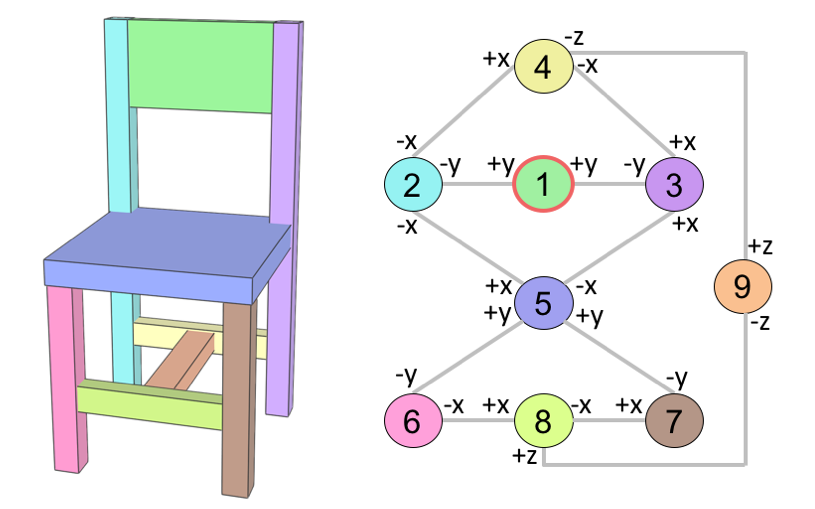 -z
+x 4 -x
-x +x
2 -y +y 1 +y -y 3
-x +x
+z
9
-z
+x 5 -x
+y +y
-y -y
6 -x +x 8 -x +x 7
+z